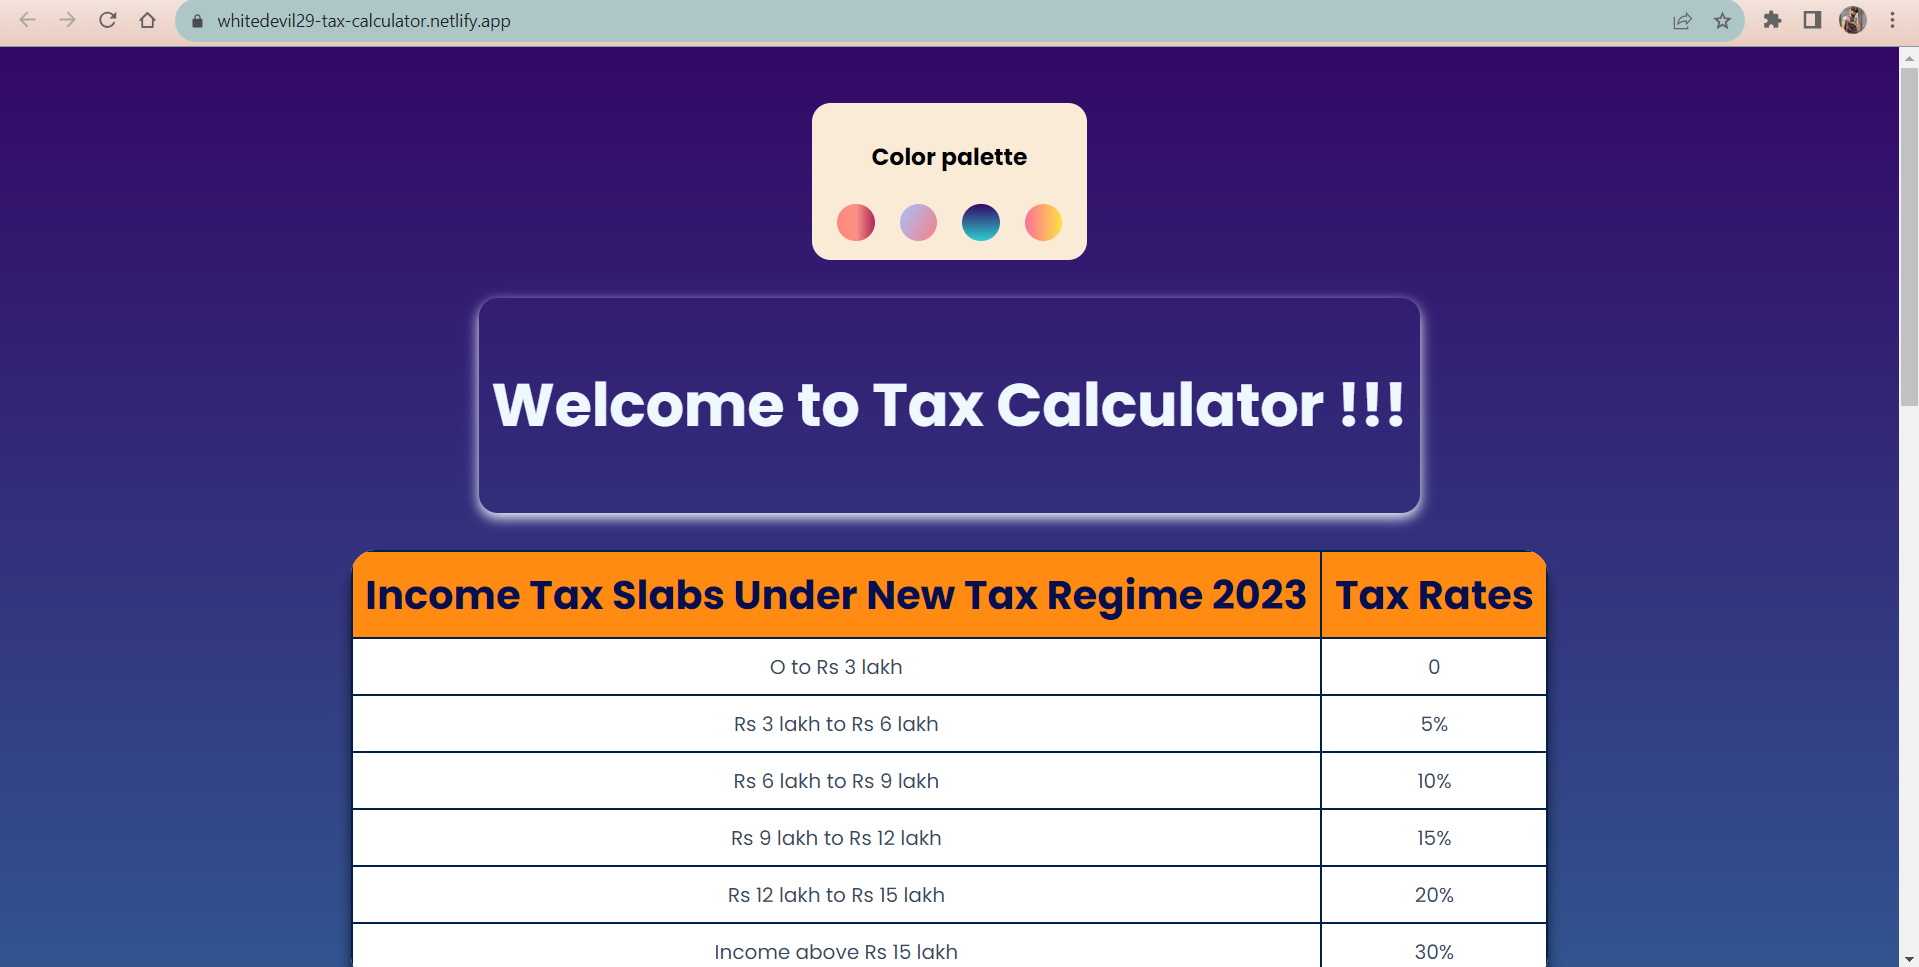 whitedevil29-tax-calculator.netlify.app
Color palette
Welcome to Tax Calculator !!!
Income Tax Slabs Under New Tax Regime 2023 Tax Rates
O to Rs 3 lakh 0
Rs 3 lakh to Rs 6 lakh 5%
Rs 6 lakh to Rs 9 lakh 10%
Rs 9 lakh to Rs 12 lakh 15%
Rs 12 lakh to Rs 15 lakh 20%
Income above Rs 15 lakh 30%